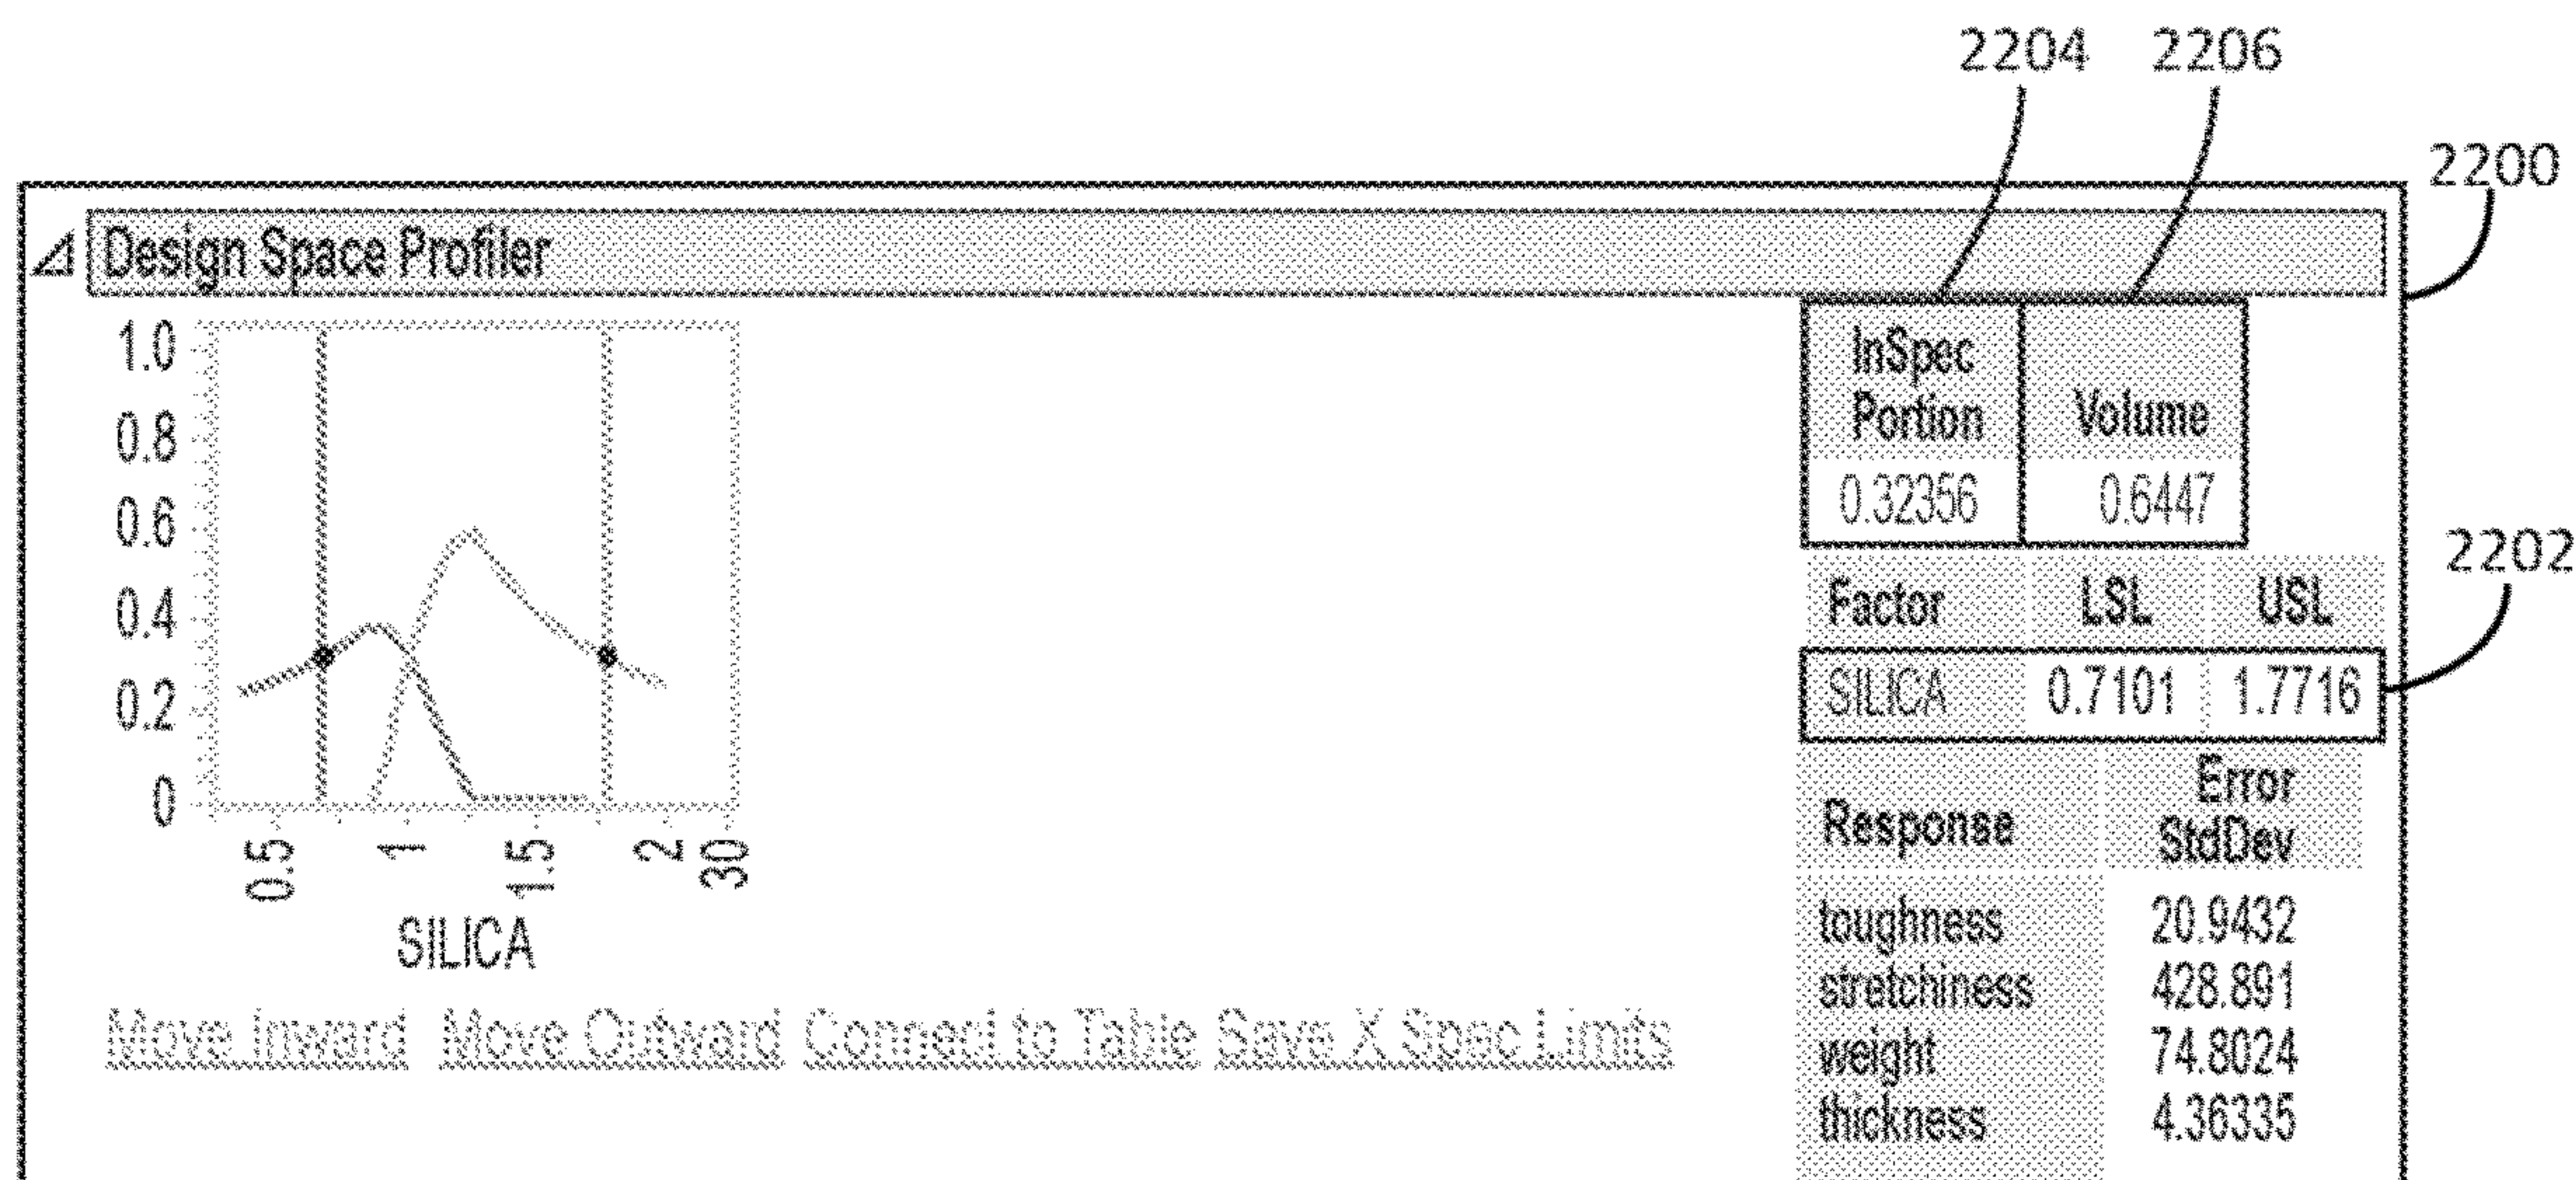 2204 2206
2200
Design Space Profiler
1.0
0.8
0.6
0.4
0.2
0
0.5 1 1.5 2 30
SILICA
Move Inward Move Outward Connect to Table Save X Spec Limits
InSpec
Portion Volume
0.32356 0.6447
2202
Factor LSL USL
SILICA 0.7101 1.7716
Response Error
StdDev
toughness 20.9432
stretchiness 428.891
weight 74.8024
thickness 4.36335